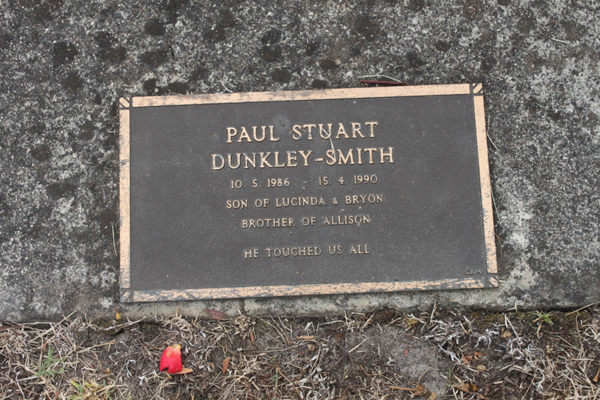 PAUL STUART
DUNKLEY-SMITH
10. 5. 1986 - 15. 4. 1990
SON OF LUCINDA & BRYON
BROTHER OF ALLISON
HE TOUCHED US ALL